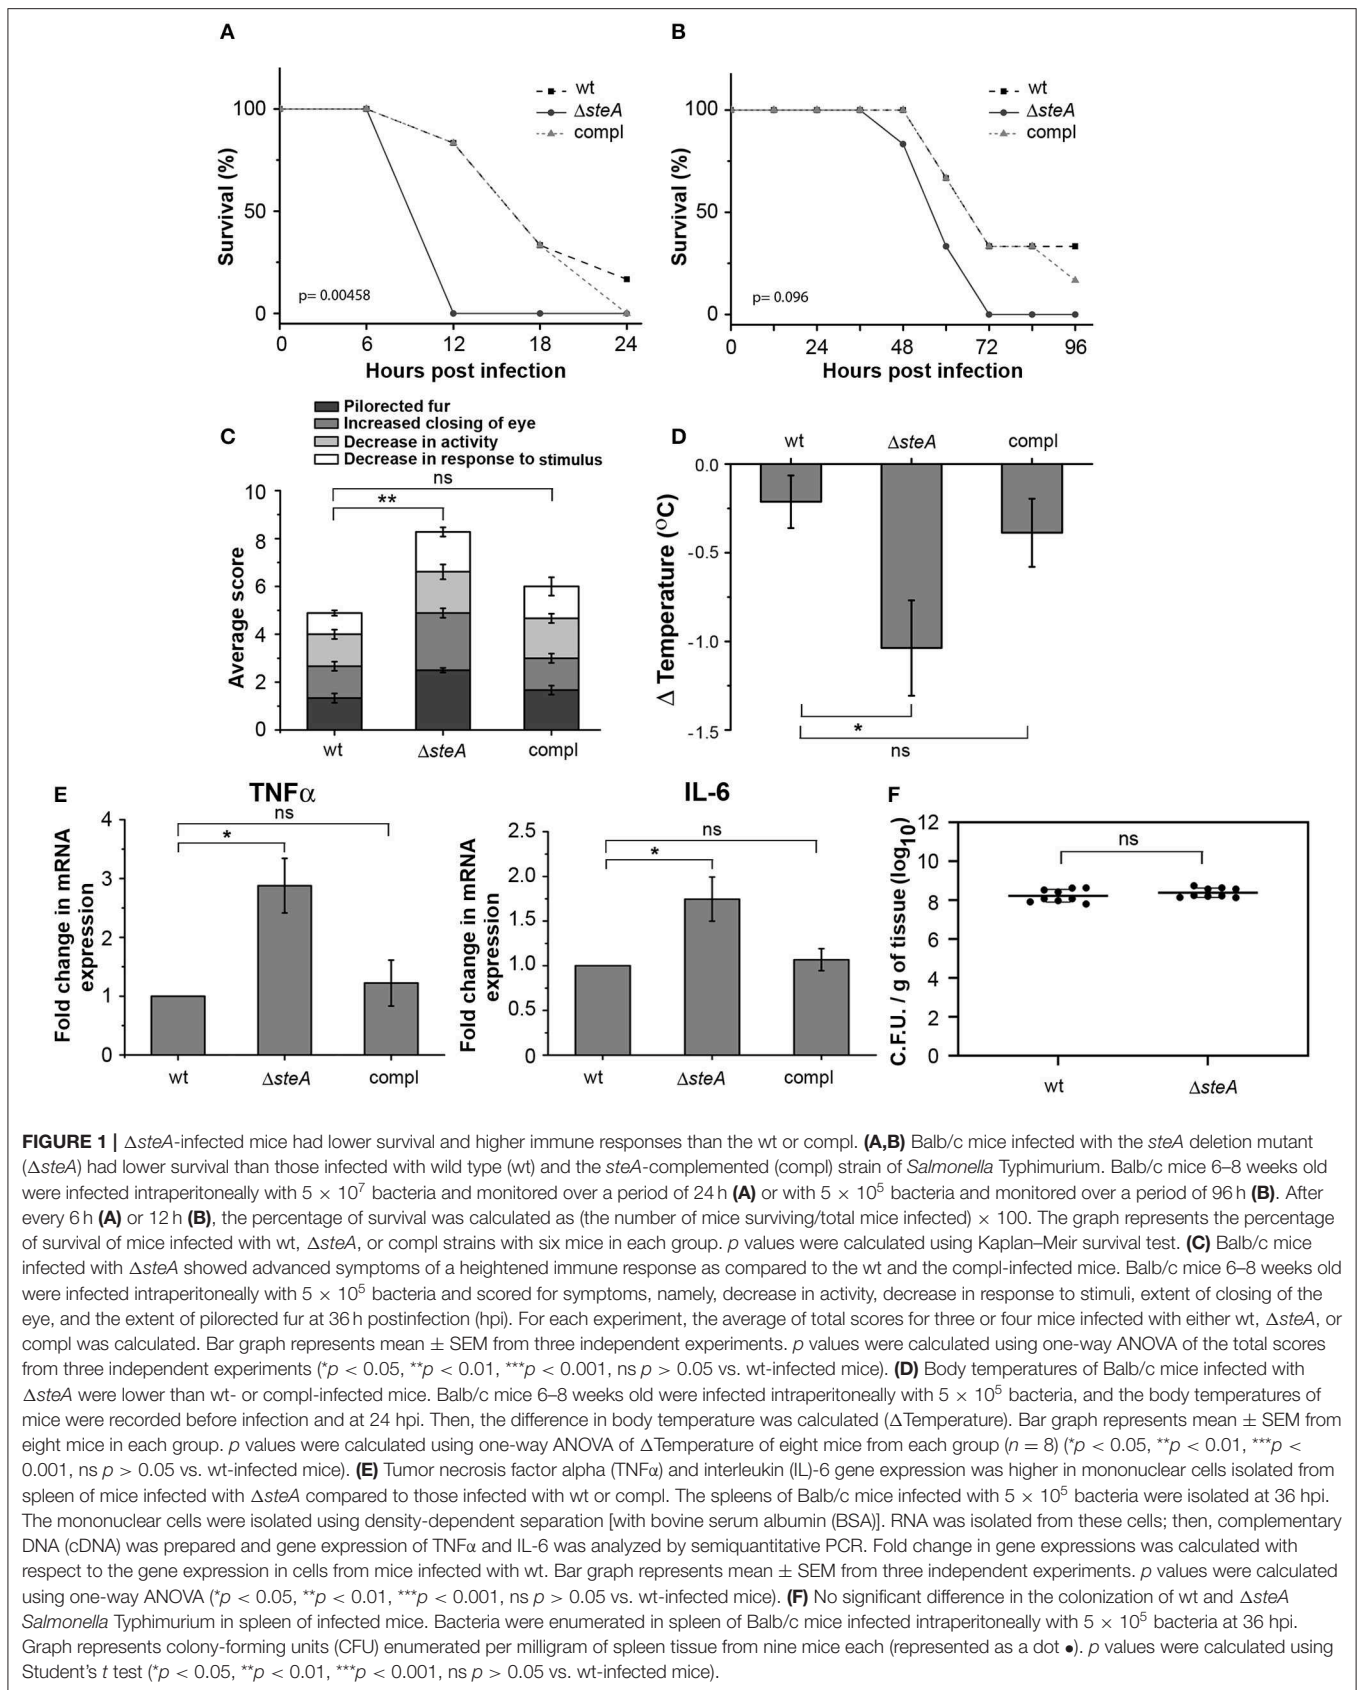 A
B
wt
ΔsteA
compl
wt
ΔsteA
compl
100
50
0
Survival (%)
p= 0.00458
0 6 12 18 24
Hours post infection
100
50
0
Survival (%)
p= 0.096
0 24 48 72 96
Hours post infection
C
Pilorected fur
Increased closing of eye
Decrease in activity
Decrease in response to stimulus
ns
**
10
8
6
4
2
0
Average score
wt ΔsteA compl
D
wt ΔsteA compl
0.0
-0.5
-1.0
-1.5
Δ Temperature (OC)
*
ns
E
TNFα
ns
*
4
3
2
1
0
Fold change in mRNA
expression
wt ΔsteA compl
IL-6
ns
*
2.5
2.0
1.5
1.0
0.5
0
Fold change in mRNA
expression
wt ΔsteA compl
F
ns
12
10
8
6
4
2
0
C.F.U. / g of tissue (log10)
wt ΔsteA
FIGURE 1 | ΔsteA-infected mice had lower survival and higher immune responses than the wt or compl. (A,B) Balb/c mice infected with the steA deletion mutant
(ΔsteA) had lower survival than those infected with wild type (wt) and the steA-complemented (compl) strain of Salmonella Typhimurium. Balb/c mice 6–8 weeks old
were infected intraperitoneally with 5 × 10⁷ bacteria and monitored over a period of 24 h (A) or with 5 × 10⁵ bacteria and monitored over a period of 96 h (B). After
every 6 h (A) or 12 h (B), the percentage of survival was calculated as (the number of mice surviving/total mice infected) × 100. The graph represents the percentage
of survival of mice infected with wt, ΔsteA, or compl strains with six mice in each group. p values were calculated using Kaplan–Meir survival test. (C) Balb/c mice
infected with ΔsteA showed advanced symptoms of a heightened immune response as compared to the wt and the compl-infected mice. Balb/c mice 6–8 weeks old
were infected intraperitoneally with 5 × 10⁵ bacteria and scored for symptoms, namely, decrease in activity, decrease in response to stimuli, extent of closing of the
eye, and the extent of pilorected fur at 36 h postinfection (hpi). For each experiment, the average of total scores for three or four mice infected with either wt, ΔsteA, or
compl was calculated. Bar graph represents mean ± SEM from three independent experiments. p values were calculated using one-way ANOVA of the total scores
from three independent experiments (*p < 0.05, **p < 0.01, ***p < 0.001, ns p > 0.05 vs. wt-infected mice). (D) Body temperatures of Balb/c mice infected with
ΔsteA were lower than wt- or compl-infected mice. Balb/c mice 6–8 weeks old were infected intraperitoneally with 5 × 10⁵ bacteria, and the body temperatures of
mice were recorded before infection and at 24 hpi. Then, the difference in body temperature was calculated (ΔTemperature). Bar graph represents mean ± SEM from
eight mice in each group. p values were calculated using one-way ANOVA of ΔTemperature of eight mice from each group (n = 8) (*p < 0.05, **p < 0.01, ***p <
0.001, ns p > 0.05 vs. wt-infected mice). (E) Tumor necrosis factor alpha (TNFα) and interleukin (IL)-6 gene expression was higher in mononuclear cells isolated from
spleen of mice infected with ΔsteA compared to those infected with wt or compl. The spleens of Balb/c mice infected with 5 × 10⁵ bacteria were isolated at 36 hpi.
The mononuclear cells were isolated using density-dependent separation [with bovine serum albumin (BSA)]. RNA was isolated from these cells; then, complementary
DNA (cDNA) was prepared and gene expression of TNFα and IL-6 was analyzed by semiquantitative PCR. Fold change in gene expressions was calculated with
respect to the gene expression in cells from mice infected with wt. Bar graph represents mean ± SEM from three independent experiments. p values were calculated
using one-way ANOVA (*p < 0.05, **p < 0.01, ***p < 0.001, ns p > 0.05 vs. wt-infected mice). (F) No significant difference in the colonization of wt and ΔsteA
Salmonella Typhimurium in spleen of infected mice. Bacteria were enumerated in spleen of Balb/c mice infected intraperitoneally with 5 × 10⁵ bacteria at 36 hpi.
Graph represents colony-forming units (CFU) enumerated per milligram of spleen tissue from nine mice each (represented as a dot ●). p values were calculated using
Student's t test (*p < 0.05, **p < 0.01, ***p < 0.001, ns p > 0.05 vs. wt-infected mice).